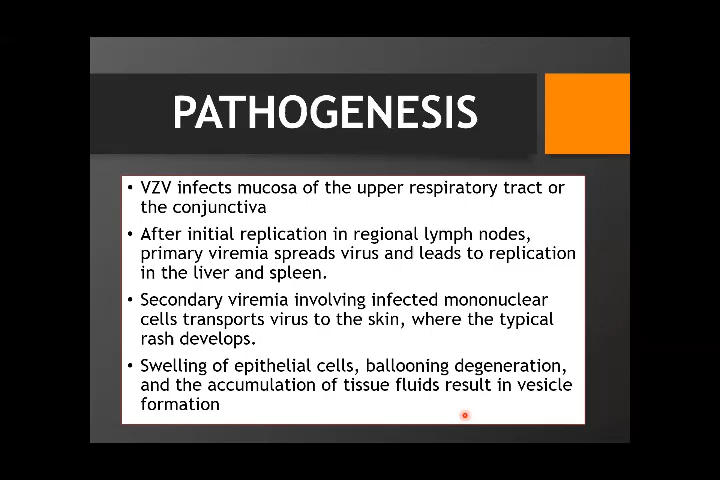 PATHOGENESIS
• VZV infects mucosa of the upper respiratory tract or
the conjunctiva
• After initial replication in regional lymph nodes,
primary viremia spreads virus and leads to replication
in the liver and spleen.
• Secondary viremia involving infected mononuclear
cells transports virus to the skin, where the typical
rash develops.
• Swelling of epithelial cells, ballooning degeneration,
and the accumulation of tissue fluids result in vesicle
formation